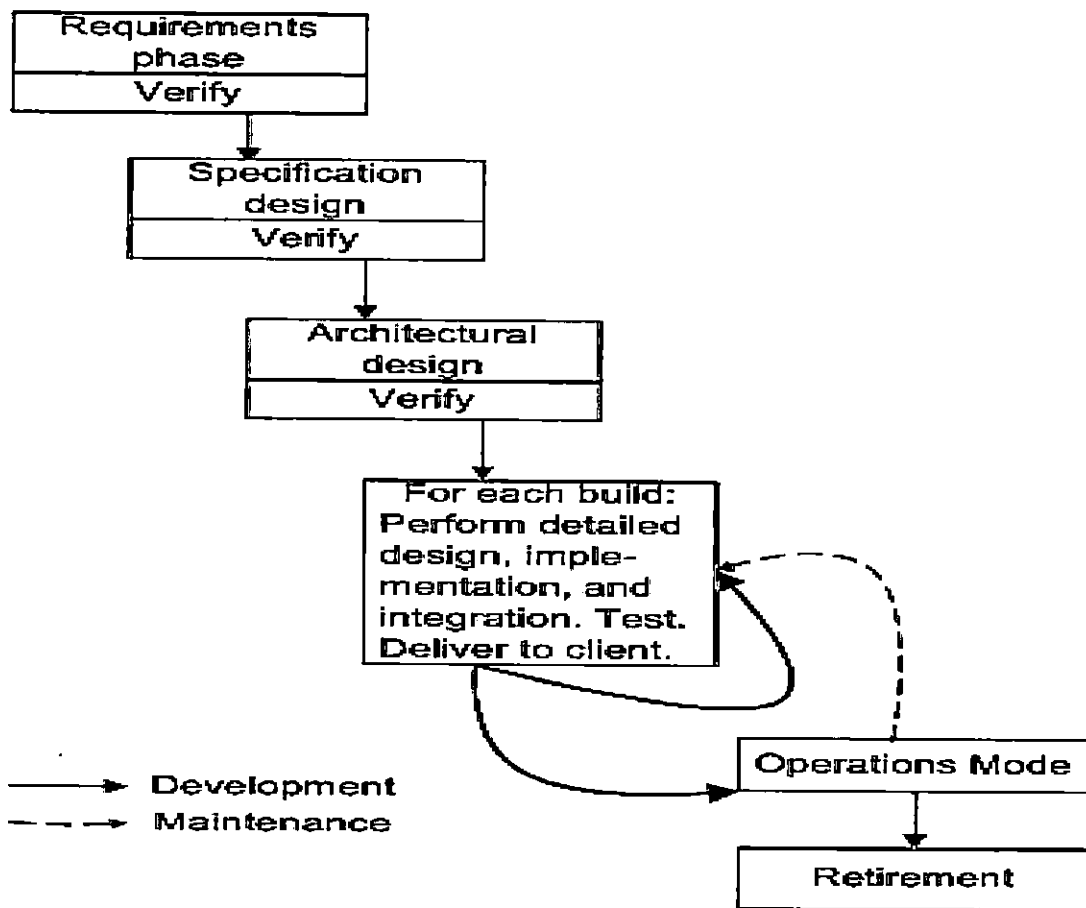 Requirements
phase
Verify
Specification
design
Verify
Architectural
design
Verify
For each build:
Perform detailed
design, imple-
mentation, and
integration. Test.
Deliver to client.
Operations Mode
Development
Maintenance
Retirement